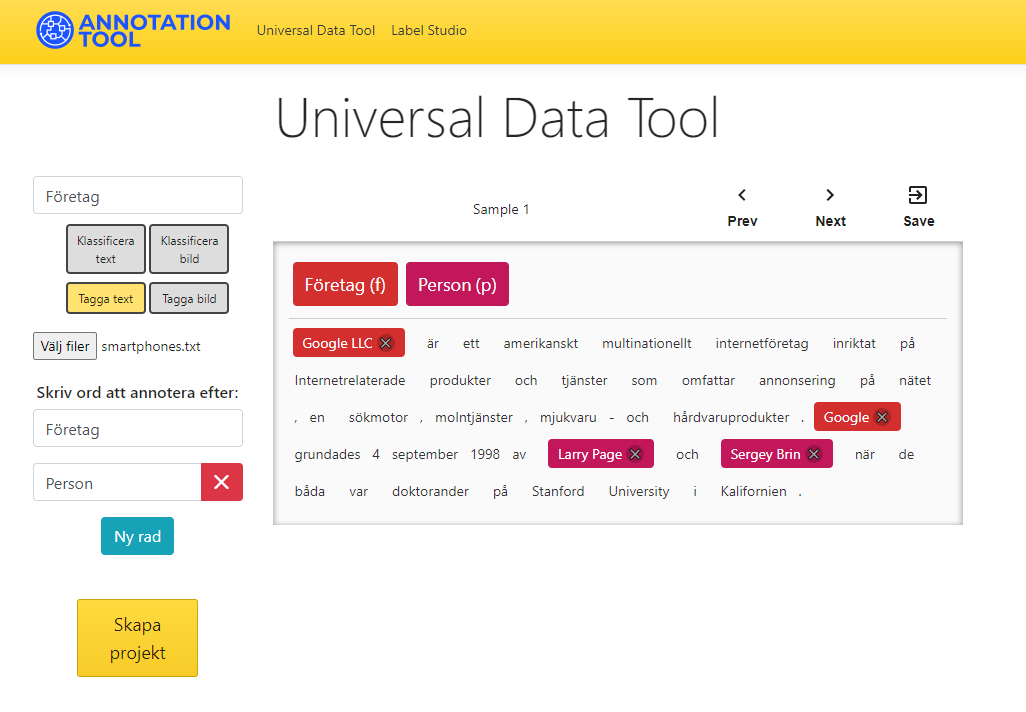 ANNOTATION
TOOL
Universal Data Tool Label Studio
Universal Data Tool
Företag
Klassificera
text
Klassificera
bild
Tagga text
Tagga bild
Välj filer smartphones.txt
Skriv ord att annotera efter:
Företag
Person
Ny rad
Skapa
projekt
Sample 1
Prev
Next
Save
Företag (f) Person (p)
Google LLC är ett amerikanskt multinationellt internetföretag inriktat på
Internetrelaterade produkter och tjänster som omfattar annonsering på nätet
, en sökmotor , molntjänster , mjukvaru - och hårdvaruprodukter . Google
grundades 4 september 1998 av Larry Page och Sergey Brin när de
båda var doktorander på Stanford University i Kalifornien .